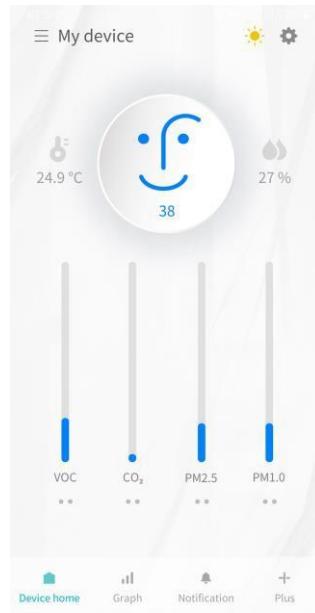 My device
24.9 °C
38
27 %
VOC CO₂ PM2.5 PM1.0
Device home Graph Notification Plus